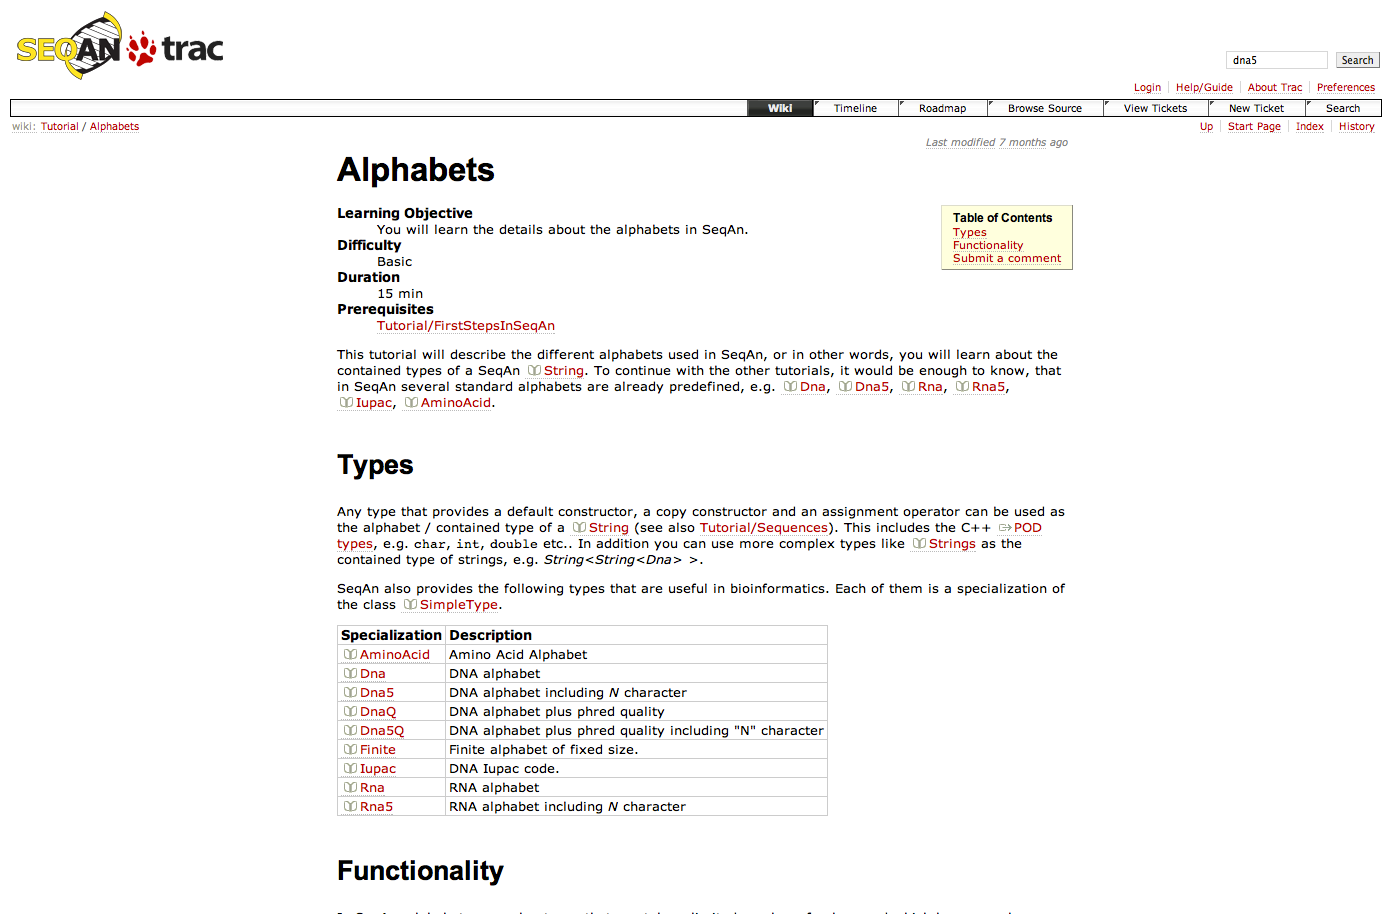 SEQAN trac
dna5 Search
Login Help/Guide About Trac Preferences
Wiki Timeline Roadmap Browse Source View Tickets New Ticket Search
wiki: Tutorial / Alphabets
Up Start Page Index History
Last modified 7 months ago
Alphabets
Learning Objective
You will learn the details about the alphabets in SeqAn.
Difficulty
Basic
Duration
15 min
Prerequisites
Tutorial/FirstStepsInSeqAn
Table of Contents
Types
Functionality
Submit a comment
This tutorial will describe the different alphabets used in SeqAn, or in other words, you will learn about the
contained types of a SeqAn String. To continue with the other tutorials, it would be enough to know, that
in SeqAn several standard alphabets are already predefined, e.g. Dna, Dna5, Rna, Rna5,
Iupac, AminoAcid.
Types
Any type that provides a default constructor, a copy constructor and an assignment operator can be used as
the alphabet / contained type of a String (see also Tutorial/Sequences). This includes the C++ POD
types, e.g. char, int, double etc.. In addition you can use more complex types like Strings as the
contained type of strings, e.g. String<String<Dna> >.
SeqAn also provides the following types that are useful in bioinformatics. Each of them is a specialization of
the class SimpleType.
Specialization Description
AminoAcid Amino Acid Alphabet
Dna DNA alphabet
Dna5 DNA alphabet including N character
DnaQ DNA alphabet plus phred quality
Dna5Q DNA alphabet plus phred quality including "N" character
Finite Finite alphabet of fixed size.
Iupac DNA Iupac code.
Rna RNA alphabet
Rna5 RNA alphabet including N character
Functionality